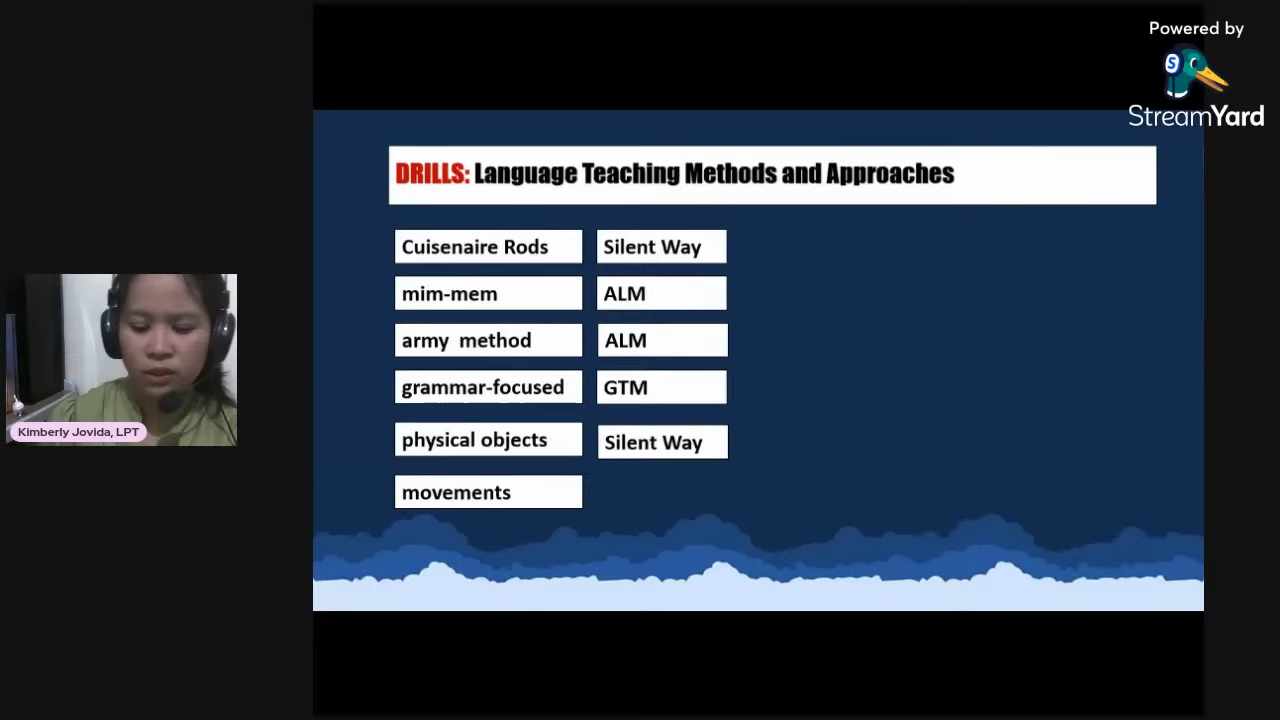 Powered by
StreamYard
DRILLS: Language Teaching Methods and Approaches
Cuisenaire Rods Silent Way
mim-mem ALM
army method ALM
grammar-focused GTM
physical objects Silent Way
movements
Kimberly Jovida, LPT